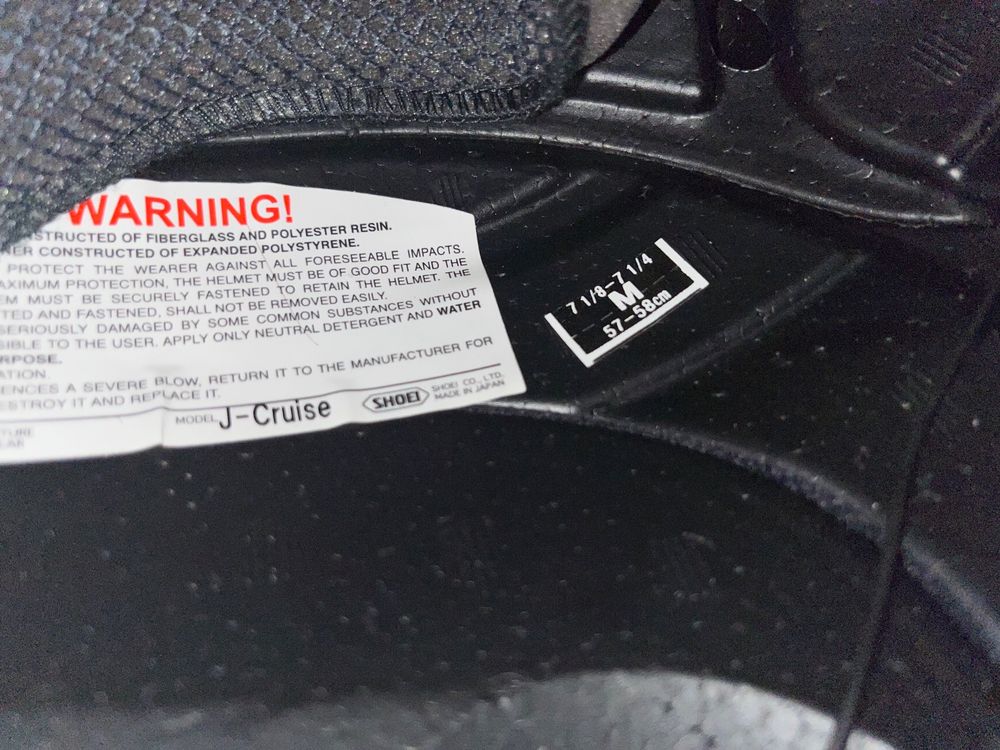 WARNING!
NSTRUCTED OF FIBERGLASS AND POLYESTER RESIN.
ER CONSTRUCTED OF EXPANDED POLYSTYRENE.
PROTECT THE WEARER AGAINST ALL FORESEEABLE IMPACTS.
AXIMUM PROTECTION, THE HELMET MUST BE OF GOOD FIT AND THE
EM MUST BE SECURELY FASTENED TO RETAIN THE HELMET. THE
TED AND FASTENED, SHALL NOT BE REMOVED EASILY.
SERIOUSLY DAMAGED BY SOME COMMON SUBSTANCES WITHOUT
SIBLE TO THE USER. APPLY ONLY NEUTRAL DETERGENT AND WATER
RPOSE.
ATION.
ENCES A SEVERE BLOW, RETURN IT TO THE MANUFACTURER FOR
ESTROY IT AND REPLACE IT.
TURE
EAR
MODEL J-Cruise
SHOEI
SHOEI CO., LTD.
MADE IN JAPAN
7 1/8-7 1/4
M
57-58cm